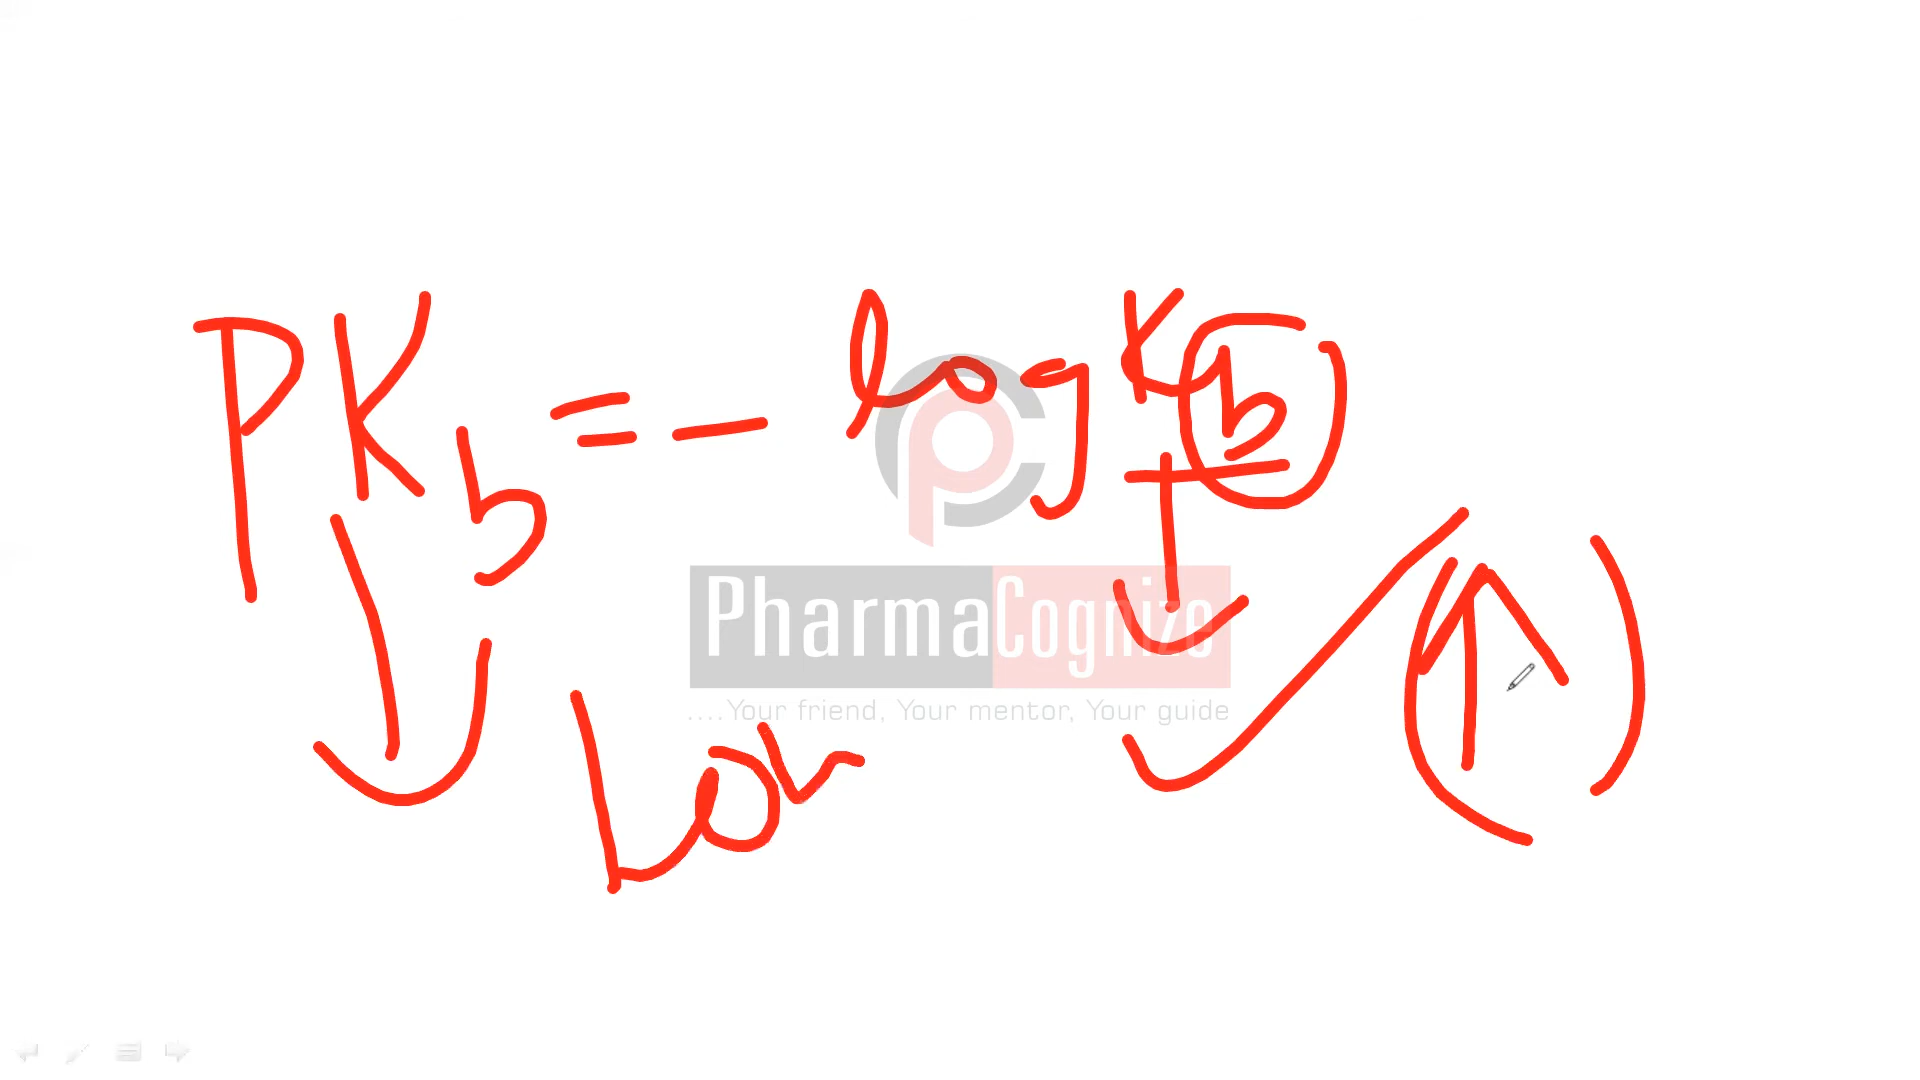 PKb = - log Kb
PharmaCognize
....Your friend, Your mentor, Your guide
Low